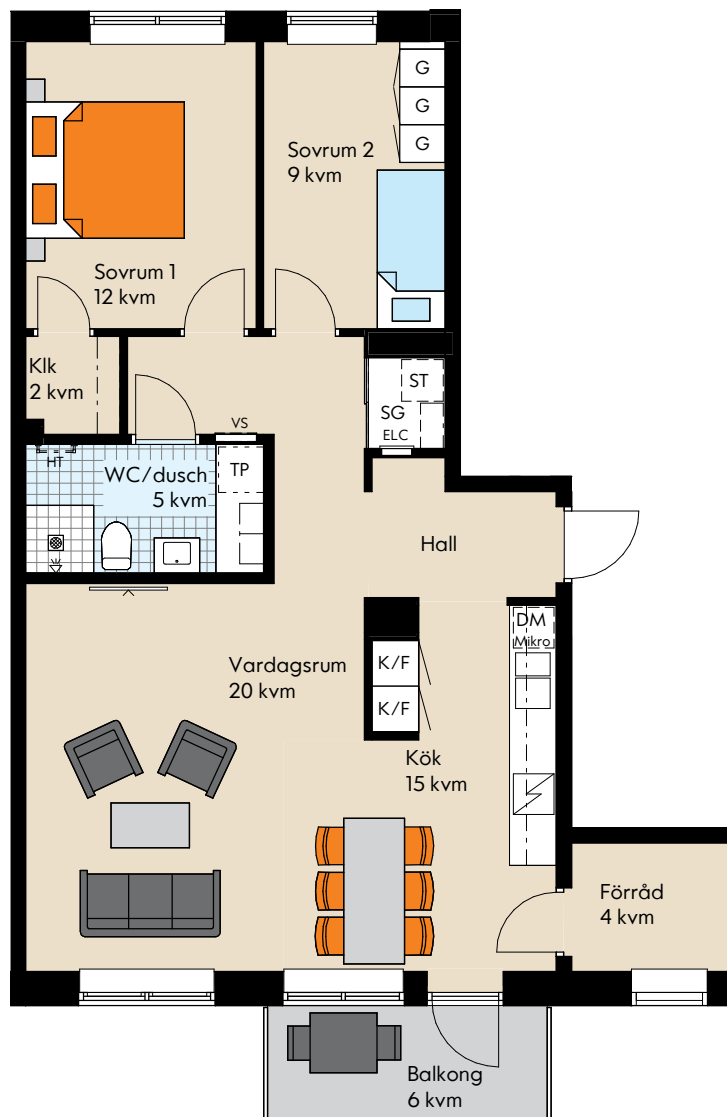 G
G
G
Sovrum 2
9 kvm
Sovrum 1
12 kvm
Klk
2 kvm
ST
SG
ELC
VS
HT
WC/dusch
5 kvm
TP
Hall
DM
Mikro
K/F
K/F
Vardagsrum
20 kvm
Kök
15 kvm
Förråd
4 kvm
Balkong
6 kvm